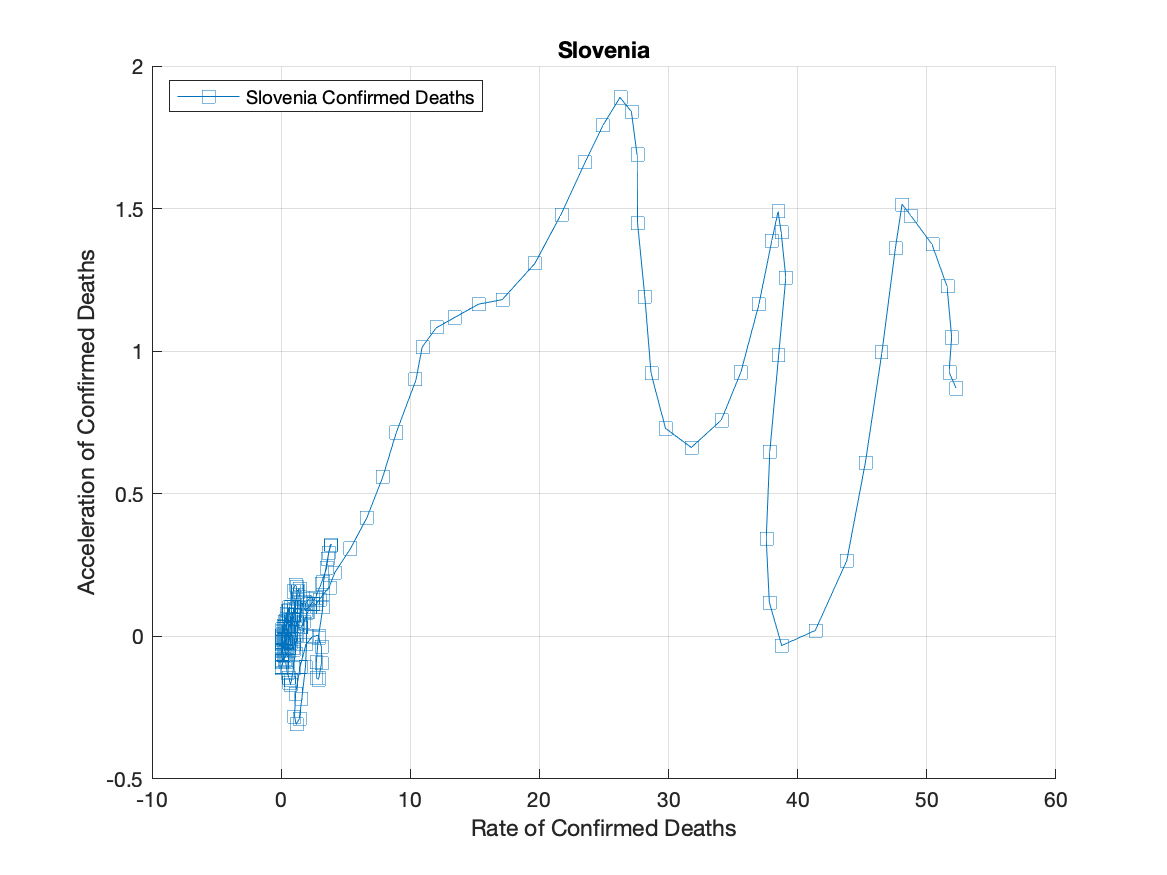 Slovenia
Slovenia Confirmed Deaths
2
1.5
1
0.5
0
-0.5
Acceleration of Confirmed Deaths
-10 0 10 20 30 40 50 60
Rate of Confirmed Deaths